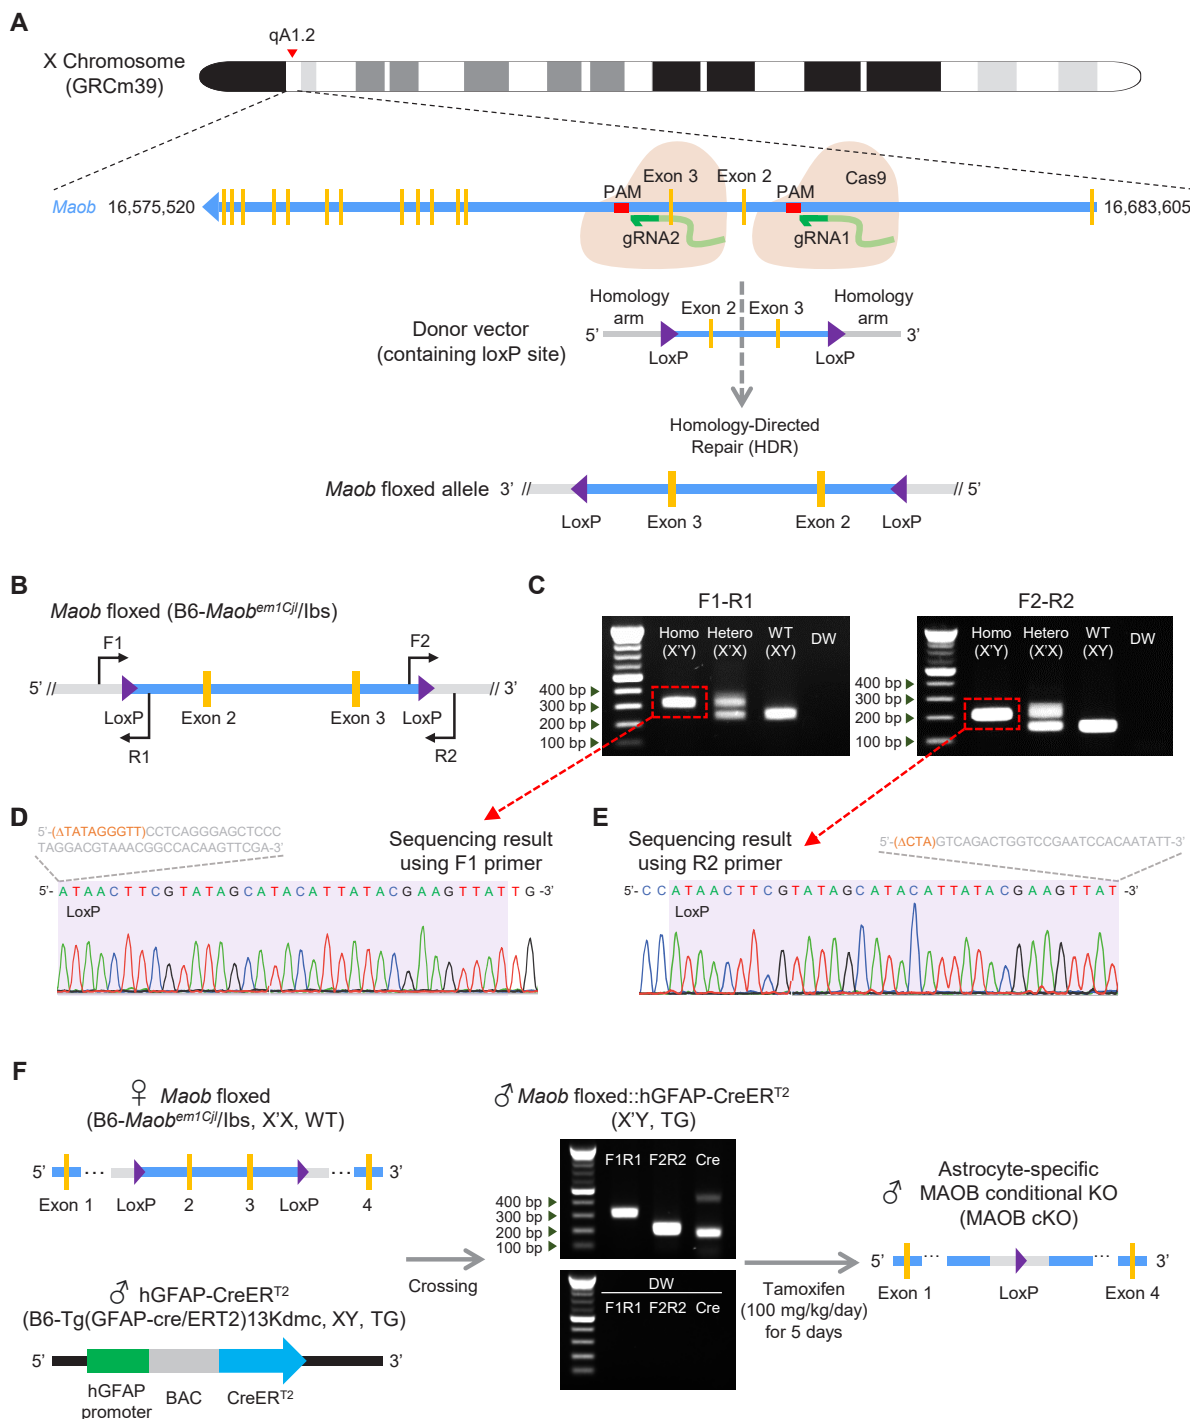 A
qA1.2
X Chromosome
(GRCm39)
Exon 3
Exon 2
Cas9
PAM
PAM
Maob
16,575,520
16,683,605
gRNA2
gRNA1
Homology
arm
Homology
arm
Exon 2
Exon 3
Donor vector
(containing loxP site)
5’
3’
LoxP
LoxP
Homology-Directed
Repair (HDR)
Maob floxed allele
3’ //
// 5’
LoxP
Exon 3
Exon 2
LoxP
B
Maob floxed (B6-Maobem1Cjl/Ibs)
F1
F2
5’ //
// 3’
LoxP
Exon 2
Exon 3
LoxP
R1
R2
C
F1-R1
Homo
(X’Y)
Hetero
(X’X)
WT
(XY)
DW
400 bp
300 bp
200 bp
100 bp
F2-R2
Homo
(X’Y)
Hetero
(X’X)
WT
(XY)
DW
400 bp
300 bp
200 bp
100 bp
D
5’-(ΔTATAGGGTT)CCTCAGGGAGCTCCC
TAGGACGTAAACGGCCACAAGTTCGA-3’
Sequencing result
using F1 primer
5’- ATAACTTCGTATAGCATACATTATACGAAGTTATTG -3’
LoxP
E
Sequencing result
using R2 primer
5’-(ΔCTA)GTCAGACTGGTCCGAATCCACAATATT-3’
5’- CCATAACTTCGTATAGCATACATTATACGAAGTTAT -3’
LoxP
F
♀ Maob floxed
(B6-Maobem1Cjl/Ibs, X’X, WT)
5’
3’
Exon 1
LoxP
2
3
LoxP
4
♂ hGFAP-CreERT2
(B6-Tg(GFAP-cre/ERT2)13Kdmc, XY, TG)
5’
3’
hGFAP
promoter
BAC
CreERT2
Crossing
♂ Maob floxed::hGFAP-CreERT2
(X’Y, TG)
F1R1
F2R2
Cre
400 bp
300 bp
200 bp
100 bp
DW
F1R1
F2R2
Cre
Tamoxifen
(100 mg/kg/day)
for 5 days
♂
Astrocyte-specific
MAOB conditional KO
(MAOB cKO)
5’
3’
Exon 1
LoxP
Exon 4